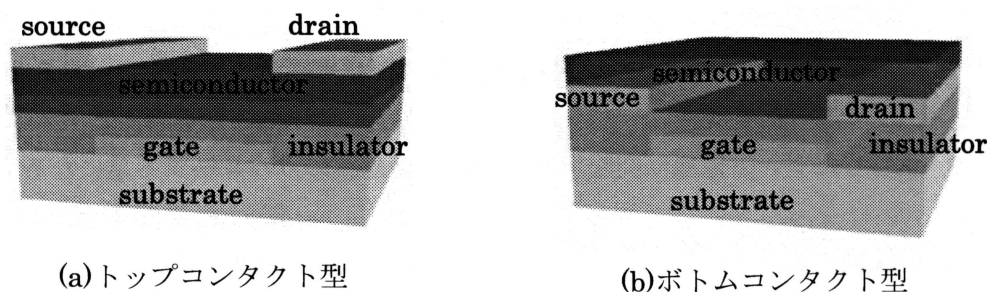 source drain
semiconductor
gate insulator
substrate
(a)トップコンタクト型
semiconductor
source drain
gate insulator
substrate
(b)ボトムコンタクト型